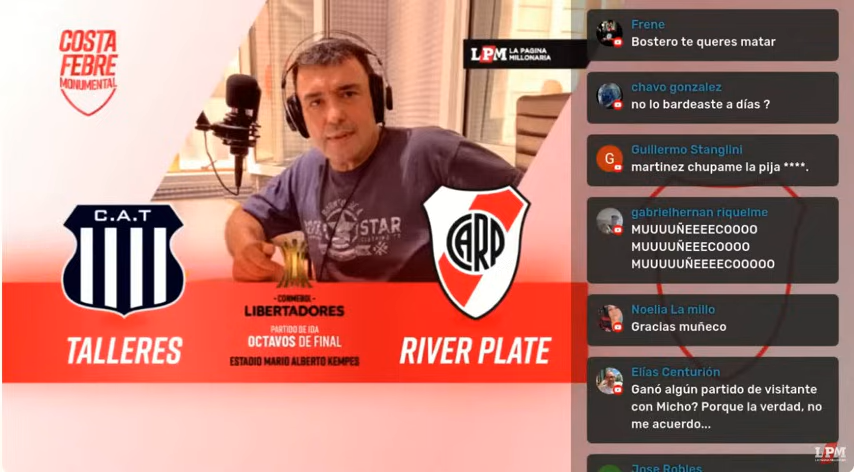 COSTA
FEBRE
MONUMENTAL
LPM
LA PAGINA
MILLONARIA
STAR
C.A.T
CARP
CONMEBOL
LIBERTADORES
PARTIDO DE IDA
OCTAVOS DE FINAL
ESTADIO MARIO ALBERTO KEMPES
TALLERES
RIVER PLATE
Frene
Bostero te queres matar
chavo gonzalez
no lo bardeaste a días ?
G
Guillermo Stanglini
martinez chupame la pija ****.
gabrielhernan riquelme
MUUUUÑEEEECOOOO
MUUUUÑEEECOOO
MUUUUUÑEEEECOOOOO
Noelia La millo
Gracias muñeco
Elías Centurión
Ganó algún partido de visitante
con Micho? Porque la verdad, no
me acuerdo...
Jose Robles
LPM